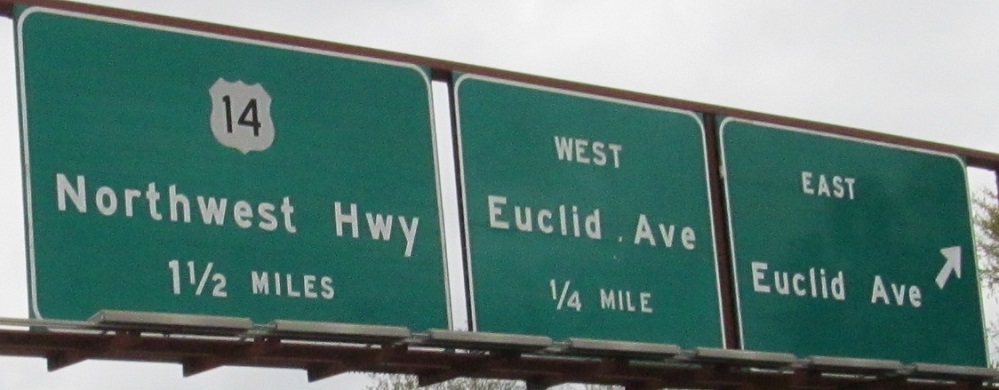 14
Northwest Hwy
1½ MILES
WEST
Euclid Ave
¼ MILE
EAST
Euclid Ave